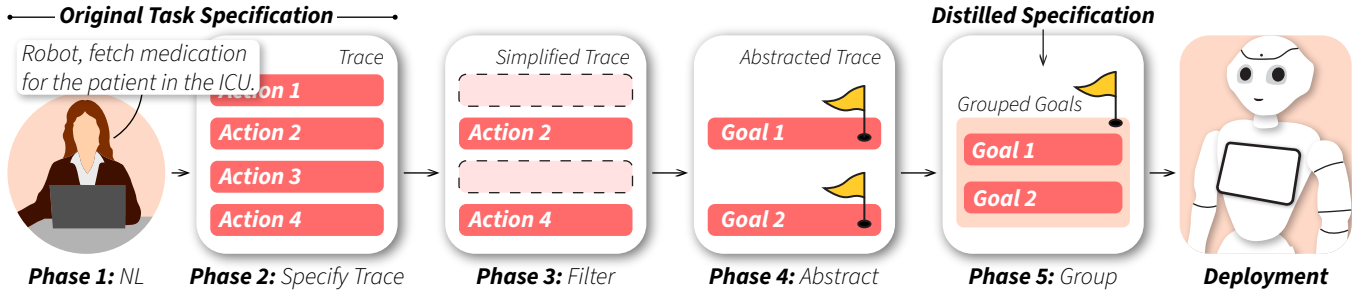 Original Task Specification
Distilled Specification
Robot, fetch medication
for the patient in the ICU.
Trace
Action 1
Action 2
Action 3
Action 4
Simplified Trace
Action 2
Action 4
Abstracted Trace
Goal 1
Goal 2
Grouped Goals
Goal 1
Goal 2
Phase 1: NL
Phase 2: Specify Trace
Phase 3: Filter
Phase 4: Abstract
Phase 5: Group
Deployment